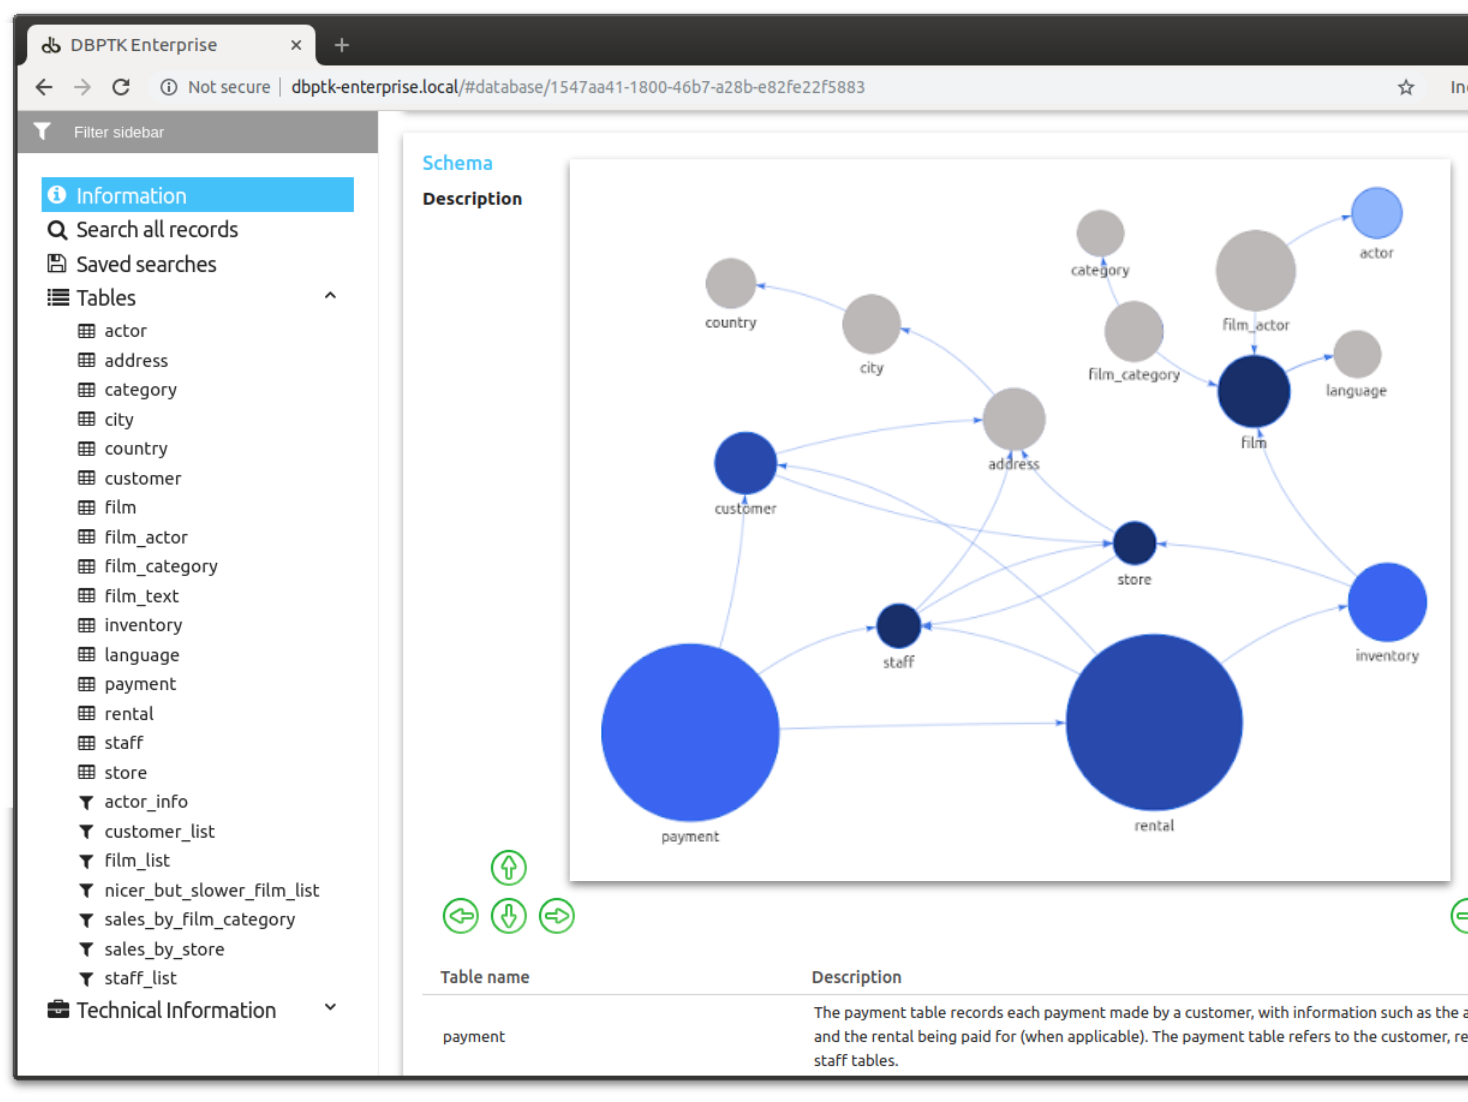 DBPTK Enterprise
Not secure | dbptk-enterprise.local/#database/1547aa41-1800-46b7-a28b-e82fe22f5883
Filter sidebar
Information
Search all records
Saved searches
Tables
actor
address
category
city
country
customer
film
film_actor
film_category
film_text
inventory
language
payment
rental
staff
store
actor_info
customer_list
film_list
nicer_but_slower_film_list
sales_by_film_category
sales_by_store
staff_list
Technical Information
Schema
Description
actor
category
country
film_actor
city
film_category
language
film
address
customer
store
staff
inventory
rental
payment
Table name Description
payment
The payment table records each payment made by a customer, with information such as the
and the rental being paid for (when applicable). The payment table refers to the customer,
staff tables.